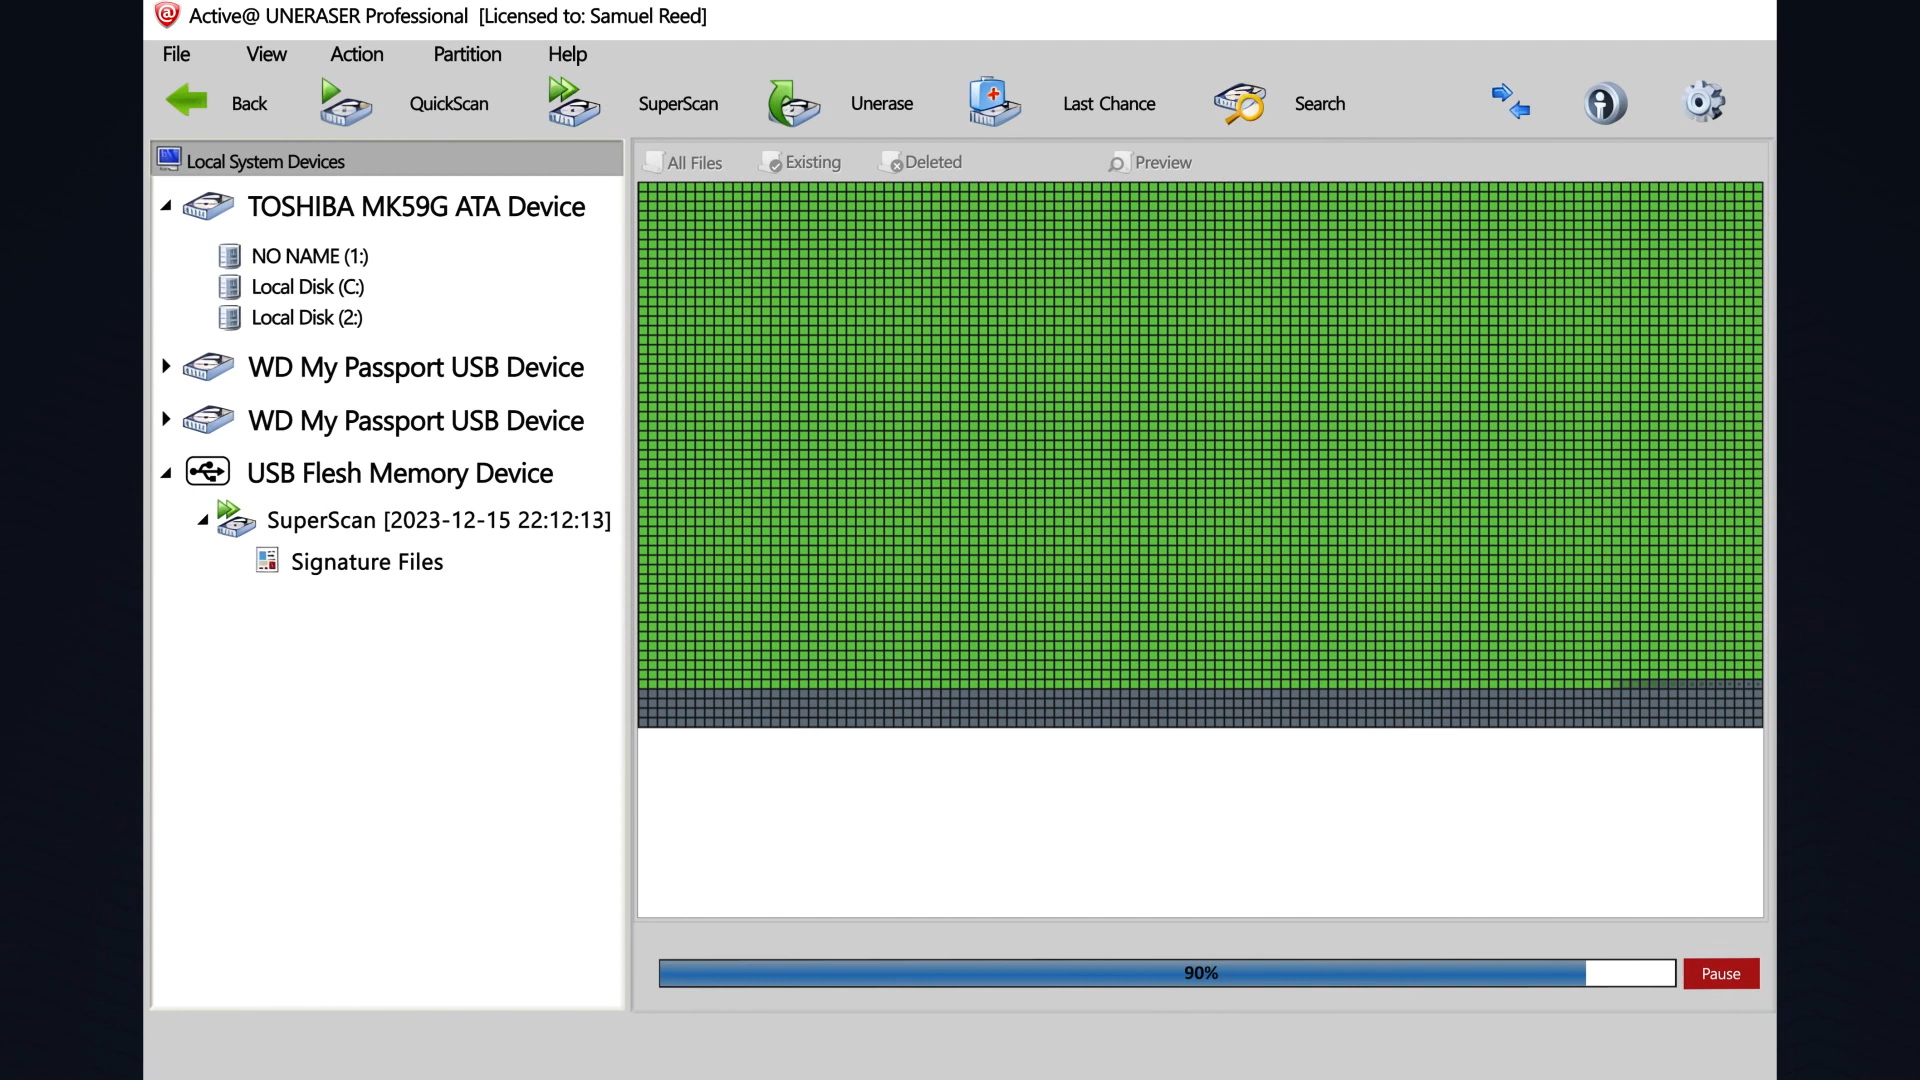 Active@ UNERASER Professional [Licensed to: Samuel Reed]
File View Action Partition Help
Back QuickScan SuperScan Unerase Last Chance Search
Local System Devices
All Files Existing Deleted Preview
TOSHIBA MK59G ATA Device
NO NAME (1:)
Local Disk (C:)
Local Disk (2:)
WD My Passport USB Device
WD My Passport USB Device
USB Flesh Memory Device
SuperScan [2023-12-15 22:12:13]
Signature Files
90%
Pause